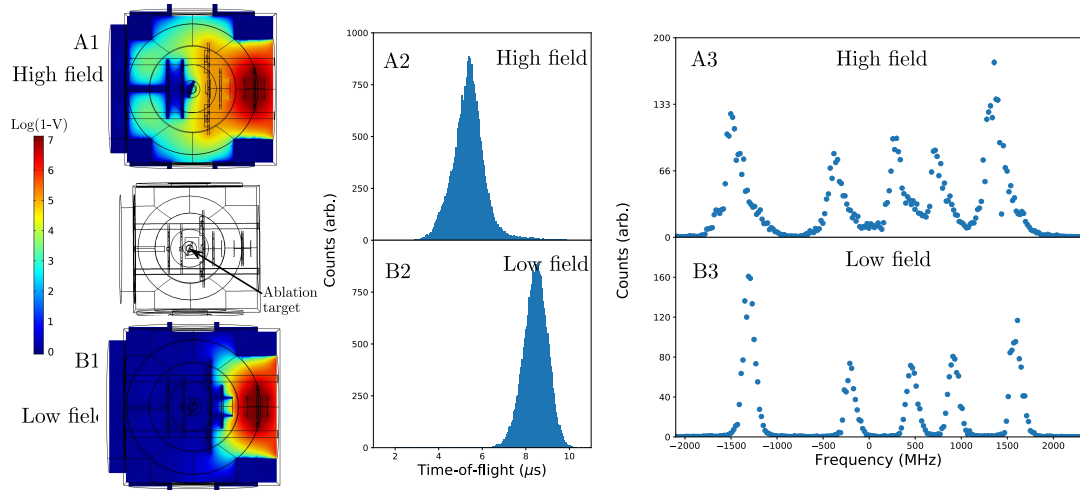 A1
High field
Log(1-V)
7
6
5
4
3
2
1
0
Ablation
target
B1
Low fiel
A2
High field
1000
750
500
250
0
B2
Low field
750
500
250
0
2
4
6
8
10
Time-of-flight (μs)
Counts (arb.)
A3
High field
200
133
66
0
B3
Low field
160
120
80
40
0
−2000
−1500
−1000
−500
0
500
1000
1500
2000
Frequency (MHz)
Counts (arb.)